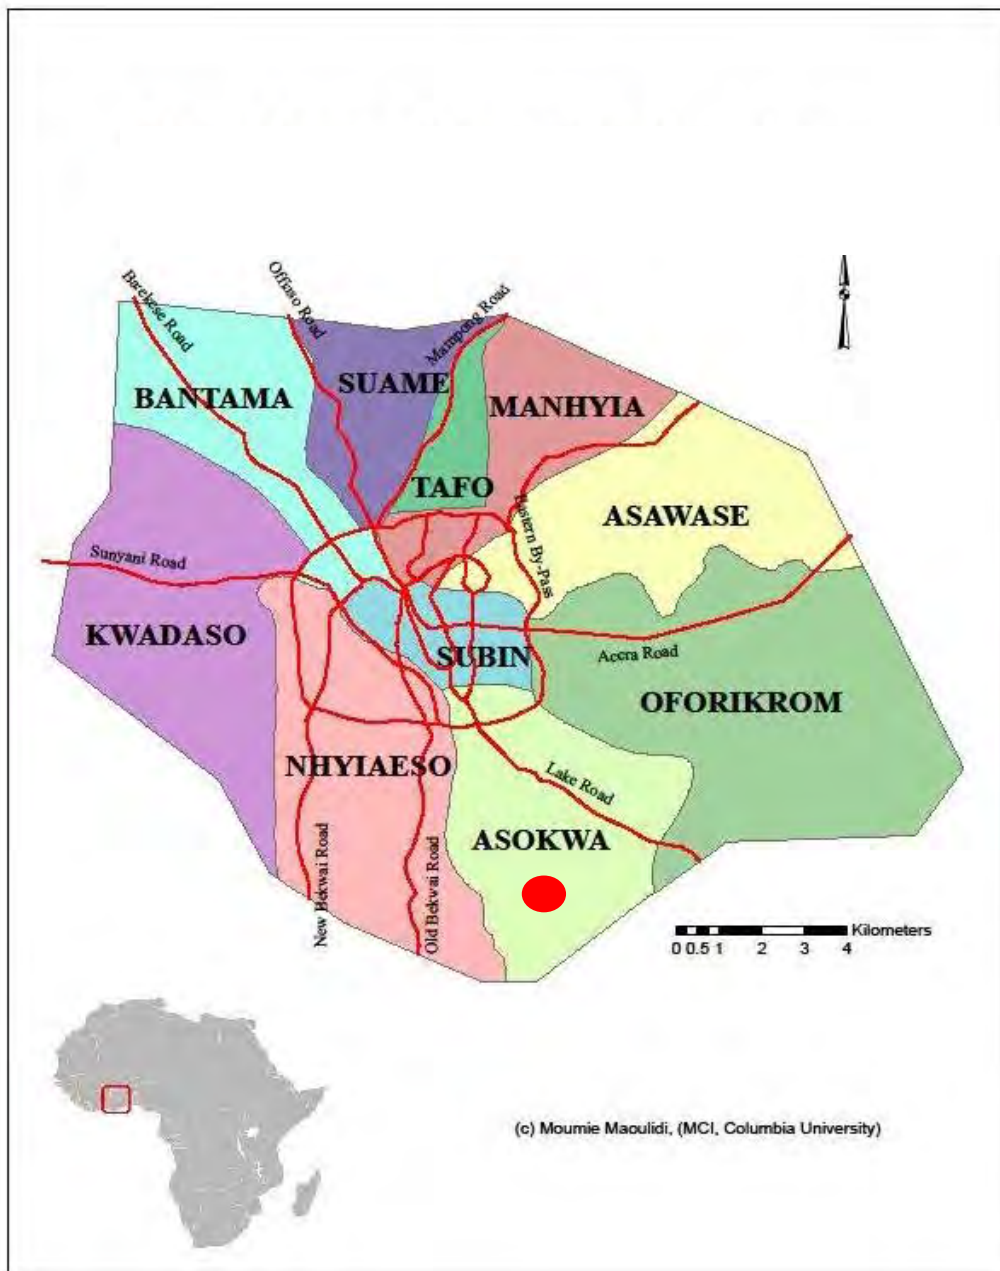 Barekese Road
Offiaso Road
Mampong Road
SUAME
BANTAMA
MANHYIA
TAFO
Eastern By-Pass
ASAWASE
Sunyani Road
KWADASO
SUBIN
Accra Road
OFORIKROM
NHYIAESO
Lake Road
ASOKWA
New Bekwai Road
Old Bekwai Road
Kilometers
0 0.5 1 2 3 4
(c) Moumie Maoulidi, (MCI, Columbia University)